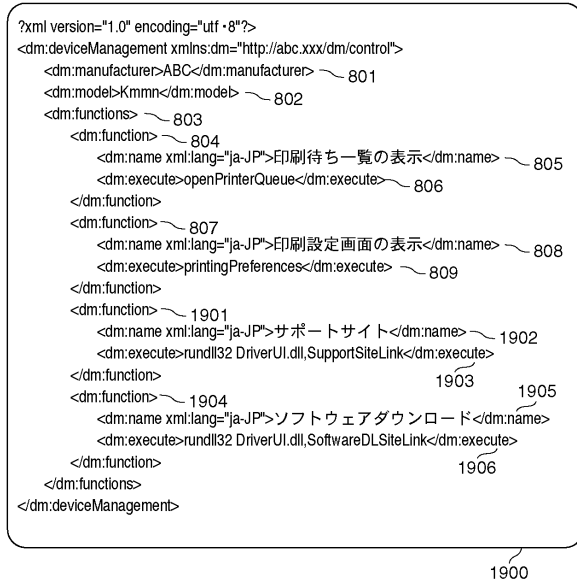 ?xml version="1.0" encoding="utf・8"?>
<dm:deviceManagement xmlns:dm="http://abc.xxx/dm/control">
<dm:manufacturer>ABC</dm:manufacturer> 801
<dm:model>Kmmn</dm:model> 802
<dm:functions> 803
<dm:function> 804
<dm:name xml:lang="ja-JP">印刷待ち一覧の表示</dm:name> 805
<dm:execute>openPrinterQueue</dm:execute> 806
</dm:function>
<dm:function> 807
<dm:name xml:lang="ja-JP">印刷設定画面の表示</dm:name> 808
<dm:execute>printingPreferences</dm:execute> 809
</dm:function>
<dm:function> 1901
<dm:name xml:lang="ja-JP">サポートサイト</dm:name> 1902
<dm:execute>rundll32 DriverUI.dll,SupportSiteLink</dm:execute>
1903
</dm:function>
<dm:function> 1904
1905
<dm:name xml:lang="ja-JP">ソフトウェアダウンロード</dm:name>
<dm:execute>rundll32 DriverUI.dll,SoftwareDLSiteLink</dm:execute>
1906
</dm:function>
</dm:functions>
</dm:deviceManagement>
1900